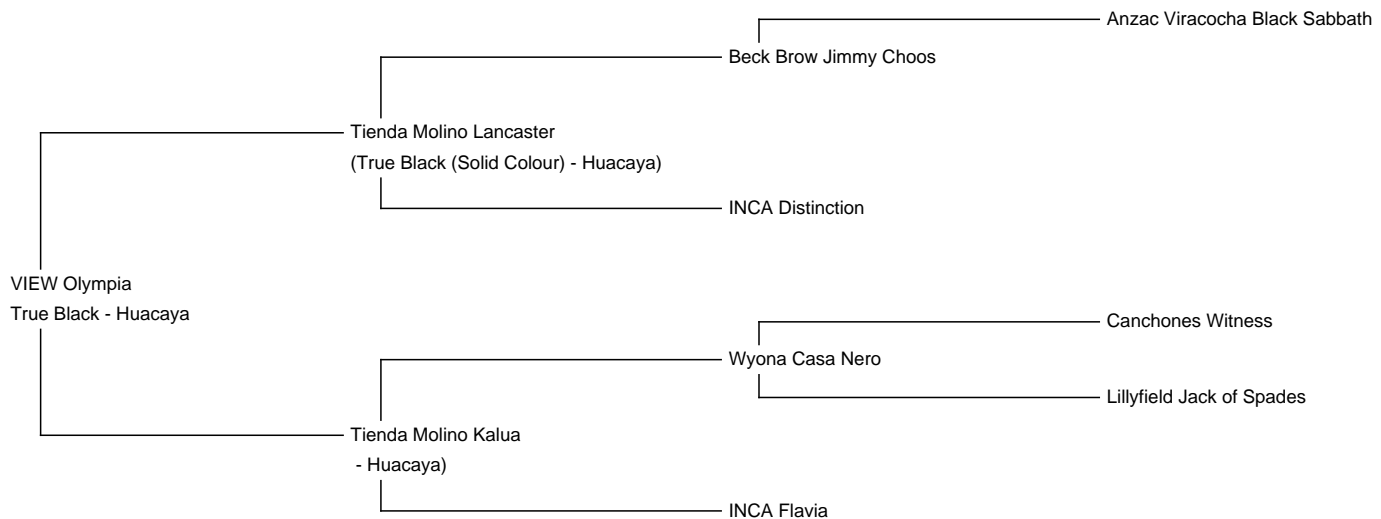 Anzac Viracocha Black Sabbath
Beck Brow Jimmy Choos
Tienda Molino Lancaster
(True Black (Solid Colour) - Huacaya)
INCA Distinction
VIEW Olympia
True Black - Huacaya
Canchones Witness
Wyona Casa Nero
Lillyfield Jack of Spades
Tienda Molino Kalua
- Huacaya)
INCA Flavia